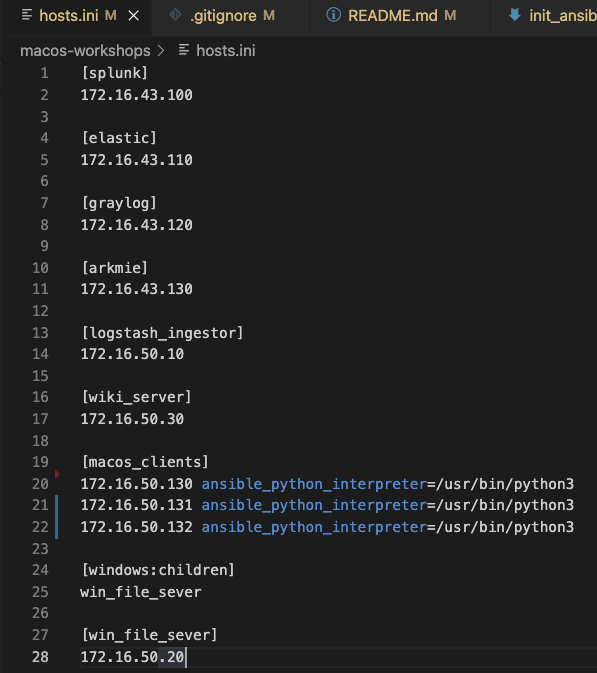 hosts.ini M
.gitignore M
README.md M
init_ansib
macos-workshops > hosts.ini
1 [splunk]
2 172.16.43.100
3
4 [elastic]
5 172.16.43.110
6
7 [graylog]
8 172.16.43.120
9
10 [arkmie]
11 172.16.43.130
12
13 [logstash_ingestor]
14 172.16.50.10
15
16 [wiki_server]
17 172.16.50.30
18
19 [macos_clients]
20 172.16.50.130 ansible_python_interpreter=/usr/bin/python3
21 172.16.50.131 ansible_python_interpreter=/usr/bin/python3
22 172.16.50.132 ansible_python_interpreter=/usr/bin/python3
23
24 [windows:children]
25 win_file_sever
26
27 [win_file_sever]
28 172.16.50.20